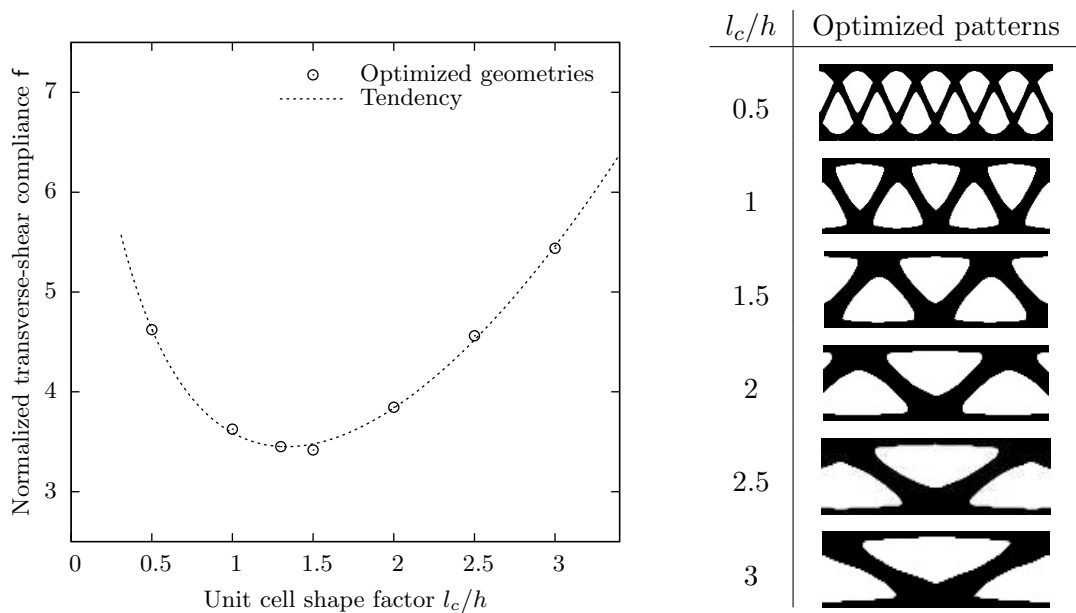 Normalized transverse-shear compliance f
7
6
5
4
3
Optimized geometries
Tendency
0 0.5 1 1.5 2 2.5 3
Unit cell shape factor l_c/h
l_c/h Optimized patterns
0.5
1
1.5
2
2.5
3